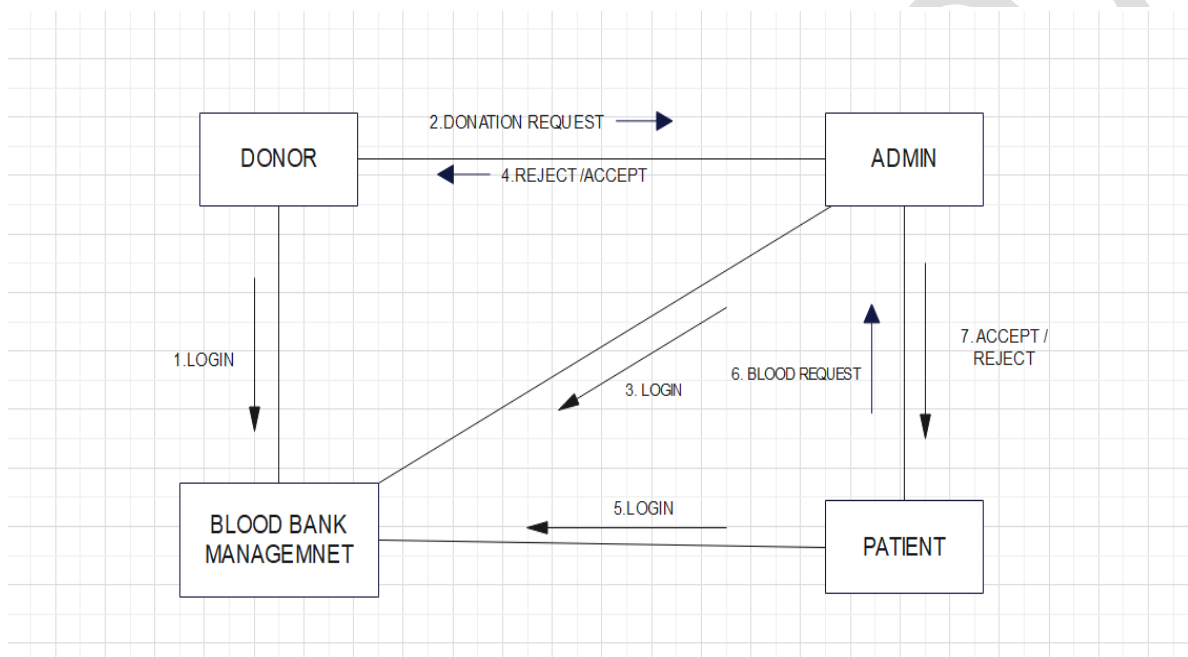 2.DONATION REQUEST
DONOR
ADMIN
4.REJECT /ACCEPT
1.LOGIN
3. LOGIN
6. BLOOD REQUEST
7.ACCEPT /
REJECT
5.LOGIN
BLOOD BANK
MANAGEMNET
PATIENT